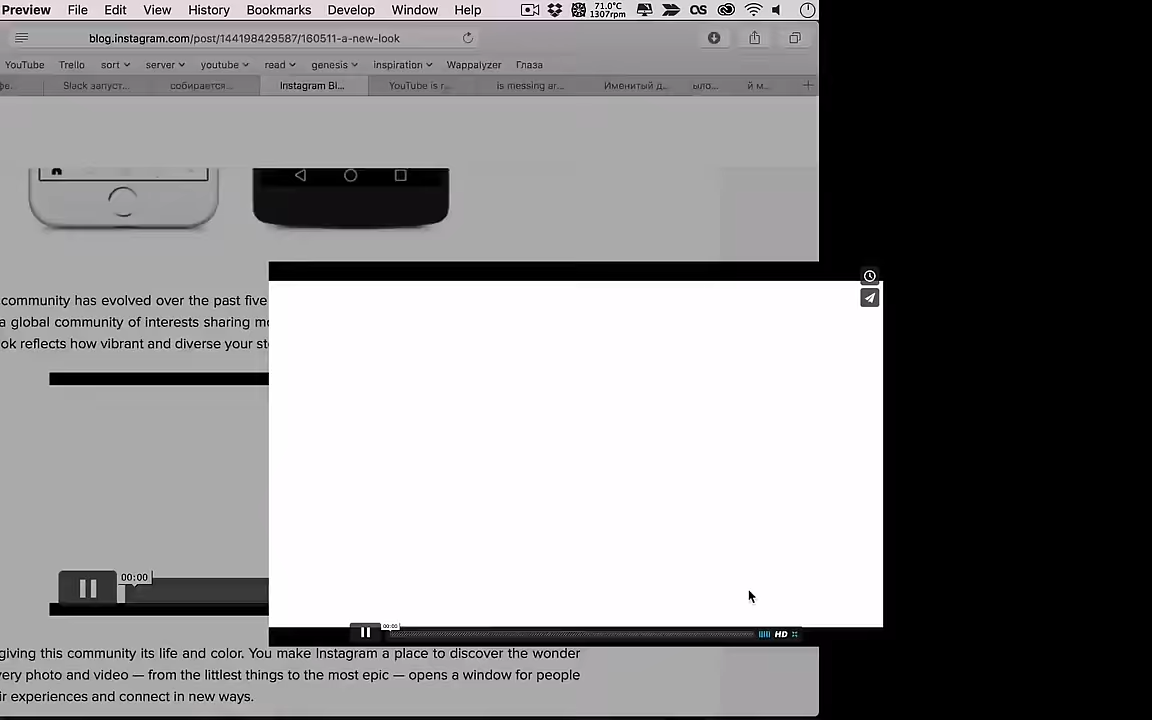 Preview File Edit View History Bookmarks Develop Window Help 71.0°C
1307rpm
blog.instagram.com/post/144198429587/160511-a-new-look
YouTube Trello sort server youtube read genesis inspiration Wappalyzer Глаза
фе... Slack запуст... собирается... Instagram Bl... YouTube is r... is messing ar... Именитый д... ыло... й м...
community has evolved over the past five
a global community of interests sharing mo
ok reflects how vibrant and diverse your st
00:00
00:00
HD
giving this community its life and color. You make Instagram a place to discover the wonder
very photo and video — from the littlest things to the most epic — opens a window for people
ir experiences and connect in new ways.